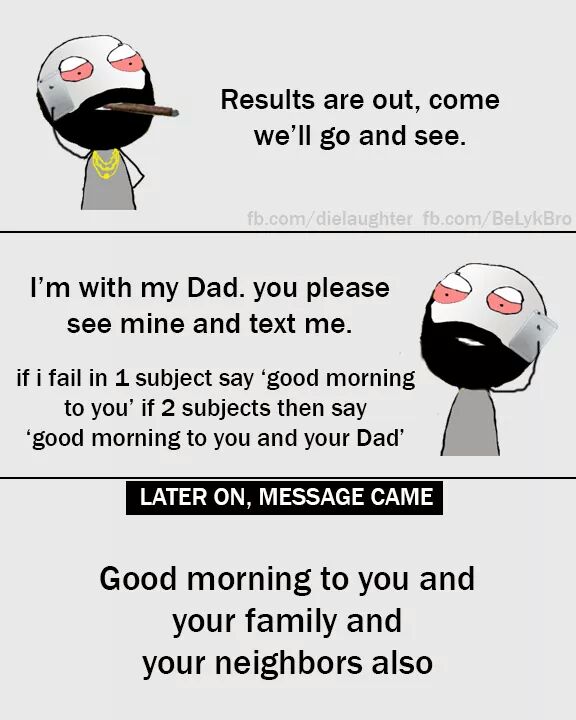 Results are out, come
we'll go and see.
fb.com/dielaughter fb.com/BeLykBro
I'm with my Dad. you please
see mine and text me.
if i fail in 1 subject say ‘good morning
to you’ if 2 subjects then say
‘good morning to you and your Dad’
LATER ON, MESSAGE CAME
Good morning to you and
your family and
your neighbors also